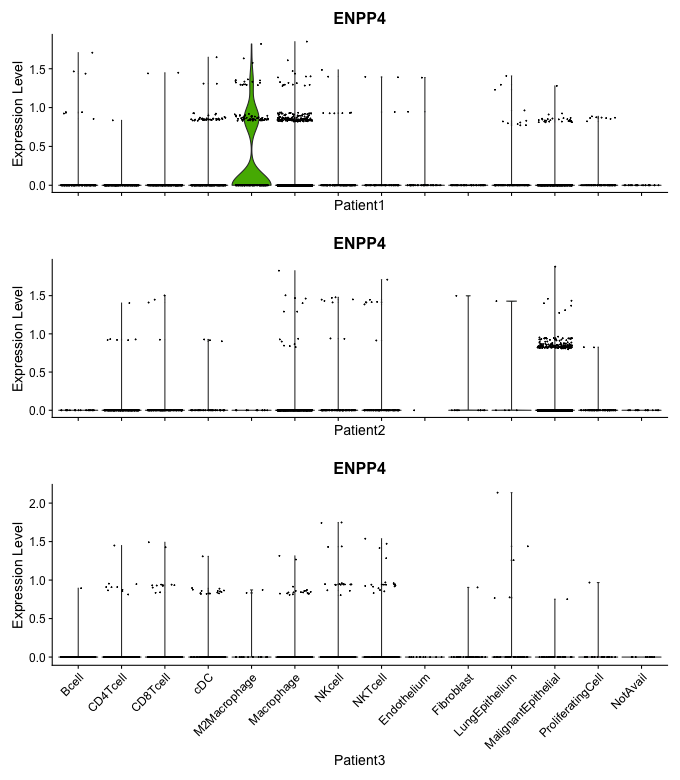 ENPP4
Expression Level
1.5
1.0
0.5
0.0
Patient1
ENPP4
Expression Level
1.5
1.0
0.5
0.0
Patient2
ENPP4
Expression Level
2.0
1.5
1.0
0.5
0.0
Bcell
CD4Tcell
CD8Tcell
cDC
M2Macrophage
Macrophage
NKcell
NKTcell
Endothelium
Fibroblast
LungEpithelium
MalignantEpithelial
ProliferatingCell
NotAvail
Patient3